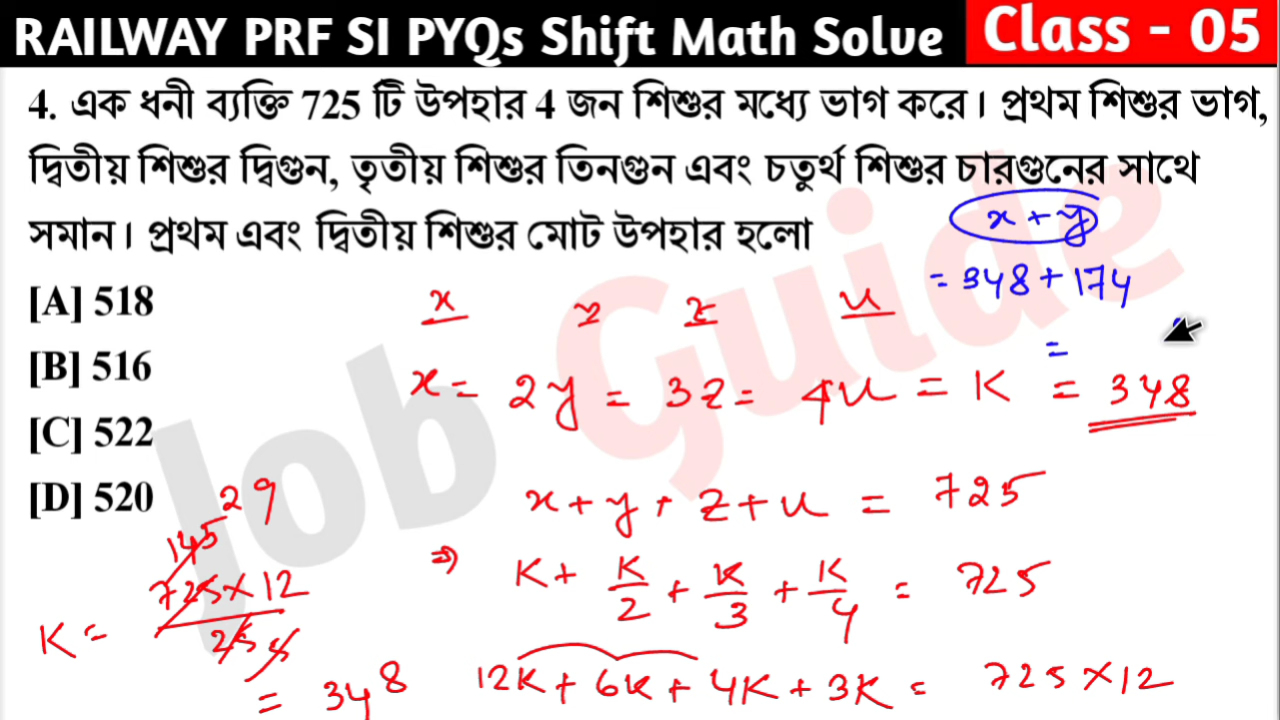 RAILWAY PRF SI PYQs Shift Math Solve
Class - 05
4. এক ধনী ব্যক্তি 725 টি উপহার 4 জন শিশুর মধ্যে ভাগ করে। প্রথম শিশুর ভাগ,
দ্বিতীয় শিশুর দ্বিগুন, তৃতীয় শিশুর তিনগুন এবং চতুর্থ শিশুর চারগুনের সাথে
সমান। প্রথম এবং দ্বিতীয় শিশুর মোট উপহার হলো
x + y
= 348 + 174
=
[A] 518
[B] 516
[C] 522
[D] 520
x y z u
x = 2y = 3z = 4u = K = 348
x + y + z + u = 725
⇒ K + K/2 + K/3 + K/4 = 725
12K + 6K + 4K + 3K = 725 × 12
29
145
K = 725 × 12
25 5
= 348
Job Guide